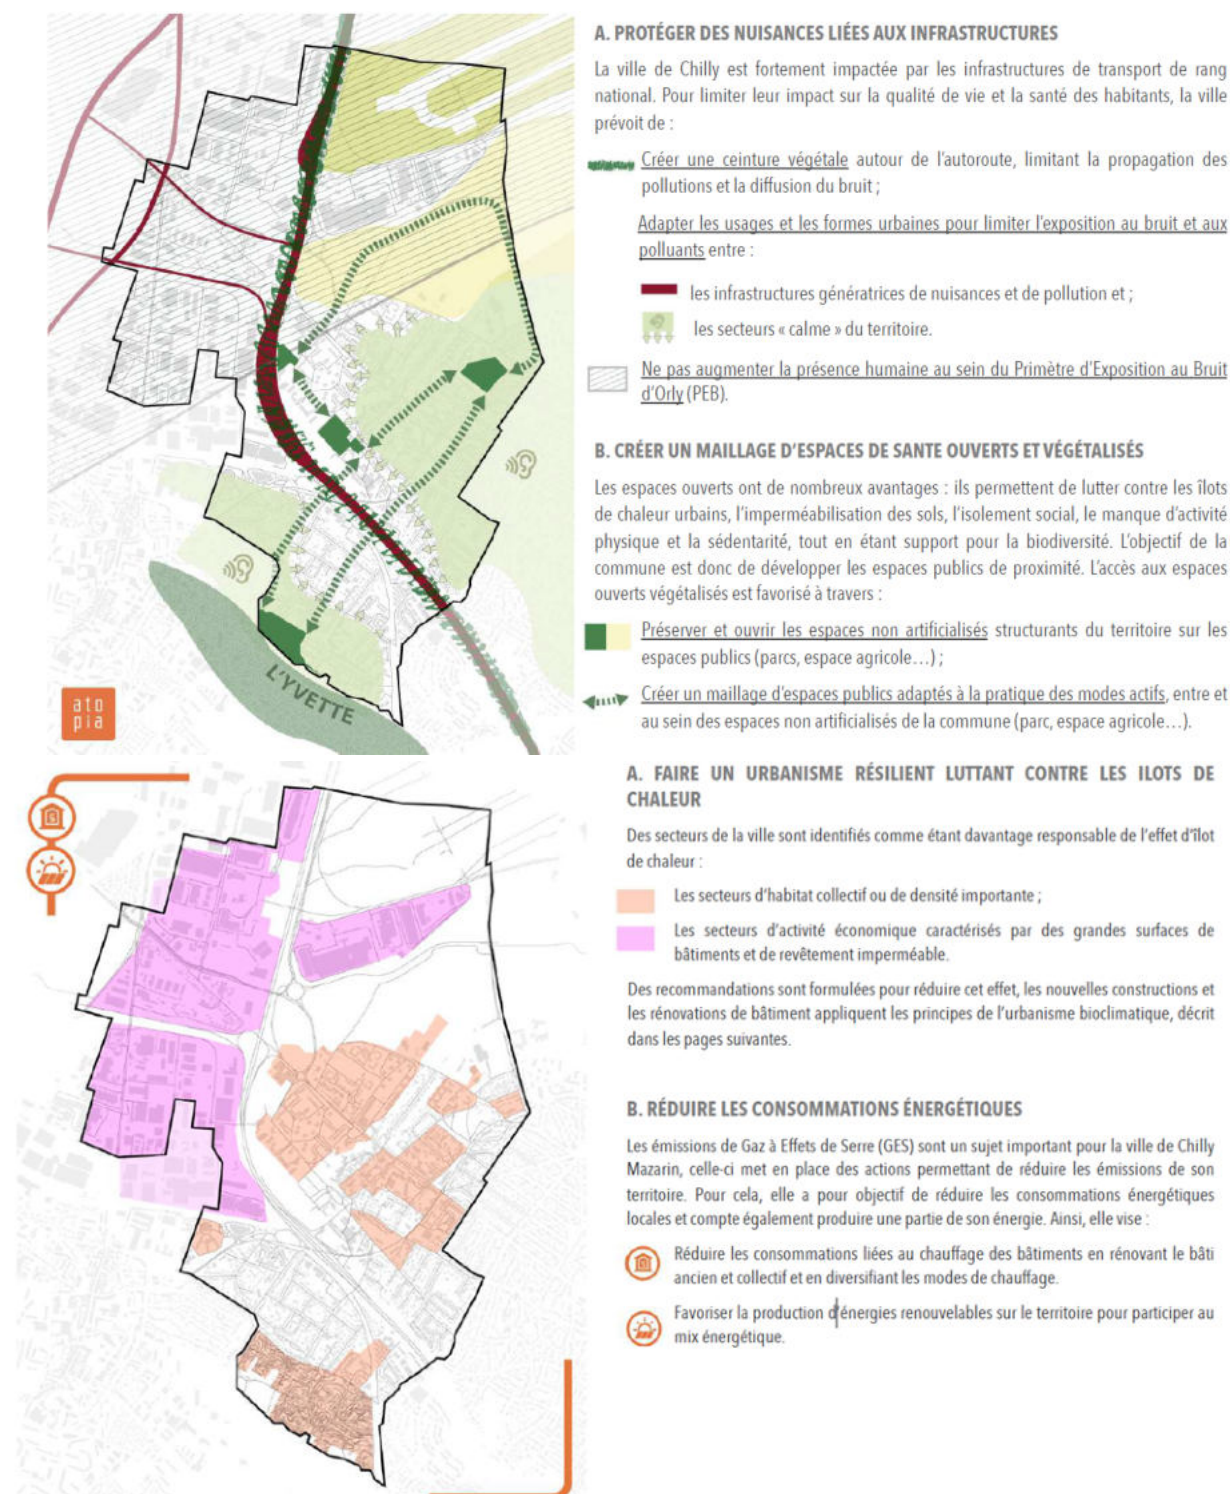 A. PROTÉGER DES NUISANCES LIÉES AUX INFRASTRUCTURES
La ville de Chilly est fortement impactée par les infrastructures de transport de rang
national. Pour limiter leur impact sur la qualité de vie et la santé des habitants, la ville
prévoit de :
Créer une ceinture végétale autour de l'autoroute, limitant la propagation des
pollutions et la diffusion du bruit ;
Adapter les usages et les formes urbaines pour limiter l'exposition au bruit et aux
polluants entre :
les infrastructures génératrices de nuisances et de pollution et ;
les secteurs « calme » du territoire.
Ne pas augmenter la présence humaine au sein du Primètre d'Exposition au Bruit
d'Orly (PEB).
B. CRÉER UN MAILLAGE D'ESPACES DE SANTE OUVERTS ET VÉGÉTALISÉS
Les espaces ouverts ont de nombreux avantages : ils permettent de lutter contre les îlots
de chaleur urbains, l'imperméabilisation des sols, l'isolement social, le manque d'activité
physique et la sédentarité, tout en étant support pour la biodiversité. L'objectif de la
commune est donc de développer les espaces publics de proximité. L'accès aux espaces
ouverts végétalisés est favorisé à travers :
Préserver et ouvrir les espaces non artificialisés structurants du territoire sur les
espaces publics (parcs, espace agricole...) ;
Créer un maillage d'espaces publics adaptés à la pratique des modes actifs, entre et
au sein des espaces non artificialisés de la commune (parc, espace agricole...).
L'YVETTE
ato
pia
A. FAIRE UN URBANISME RÉSILIENT LUTTANT CONTRE LES ILOTS DE
CHALEUR
Des secteurs de la ville sont identifiés comme étant davantage responsable de l'effet d'îlot
de chaleur :
Les secteurs d'habitat collectif ou de densité importante ;
Les secteurs d'activité économique caractérisés par des grandes surfaces de
bâtiments et de revêtement imperméable.
Des recommandations sont formulées pour réduire cet effet, les nouvelles constructions et
les rénovations de bâtiment appliquent les principes de l'urbanisme bioclimatique, décrit
dans les pages suivantes.
B. RÉDUIRE LES CONSOMMATIONS ÉNERGÉTIQUES
Les émissions de Gaz à Effets de Serre (GES) sont un sujet important pour la ville de Chilly
Mazarin, celle-ci met en place des actions permettant de réduire les émissions de son
territoire. Pour cela, elle a pour objectif de réduire les consommations énergétiques
locales et compte également produire une partie de son énergie. Ainsi, elle vise :
Réduire les consommations liées au chauffage des bâtiments en rénovant le bâti
ancien et collectif et en diversifiant les modes de chauffage.
Favoriser la production d'énergies renouvelables sur le territoire pour participer au
mix énergétique.